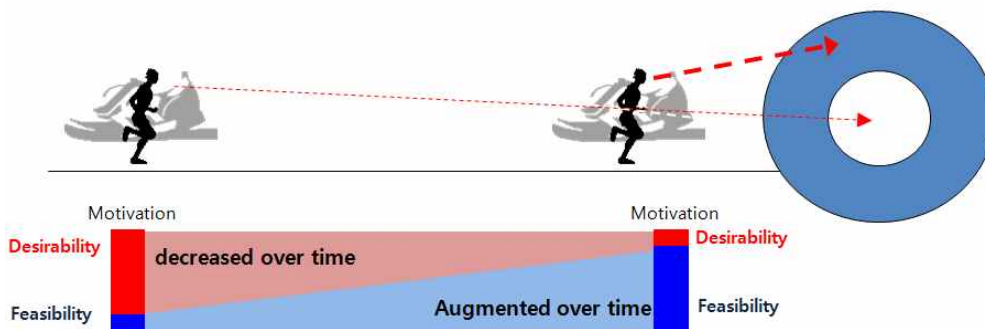 Motivation
Motivation
Desirability
Desirability
decreased over time
Feasibility
Augmented over time
Feasibility